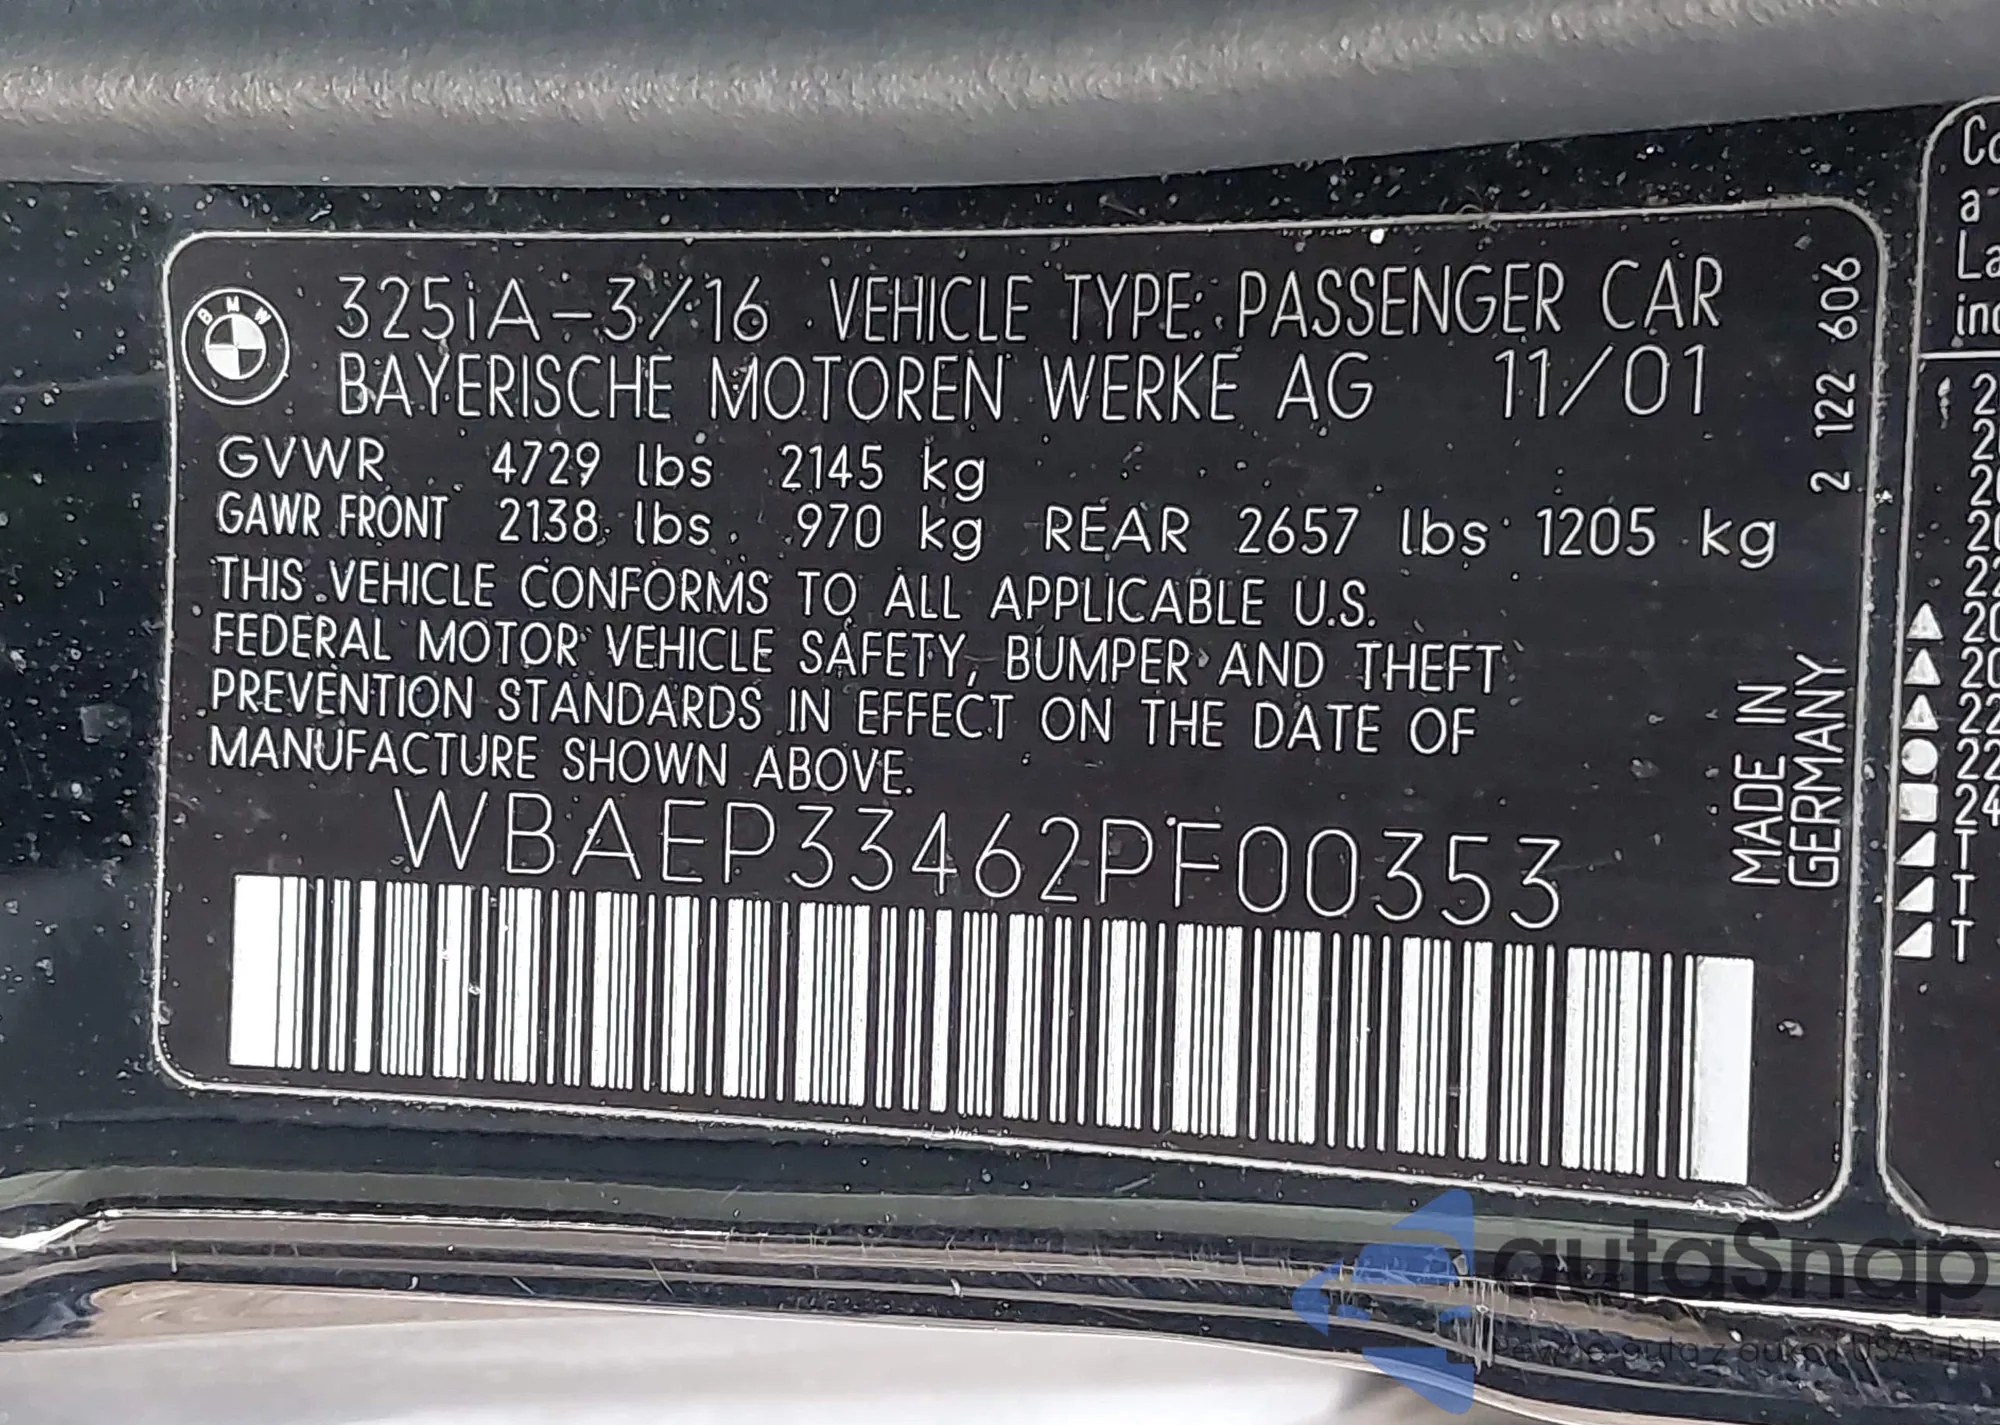 BMW
325iA-3/16 VEHICLE TYPE: PASSENGER CAR
BAYERISCHE MOTOREN WERKE AG 11/01
GVWR 4729 lbs 2145 kg
GAWR FRONT 2138 lbs 970 kg REAR 2657 lbs 1205 kg
THIS VEHICLE CONFORMS TO ALL APPLICABLE U.S.
FEDERAL MOTOR VEHICLE SAFETY, BUMPER AND THEFT
PREVENTION STANDARDS IN EFFECT ON THE DATE OF
MANUFACTURE SHOWN ABOVE.
WBAEP33462PF00353
2 122 606
MADE IN
GERMANY
autaSnap